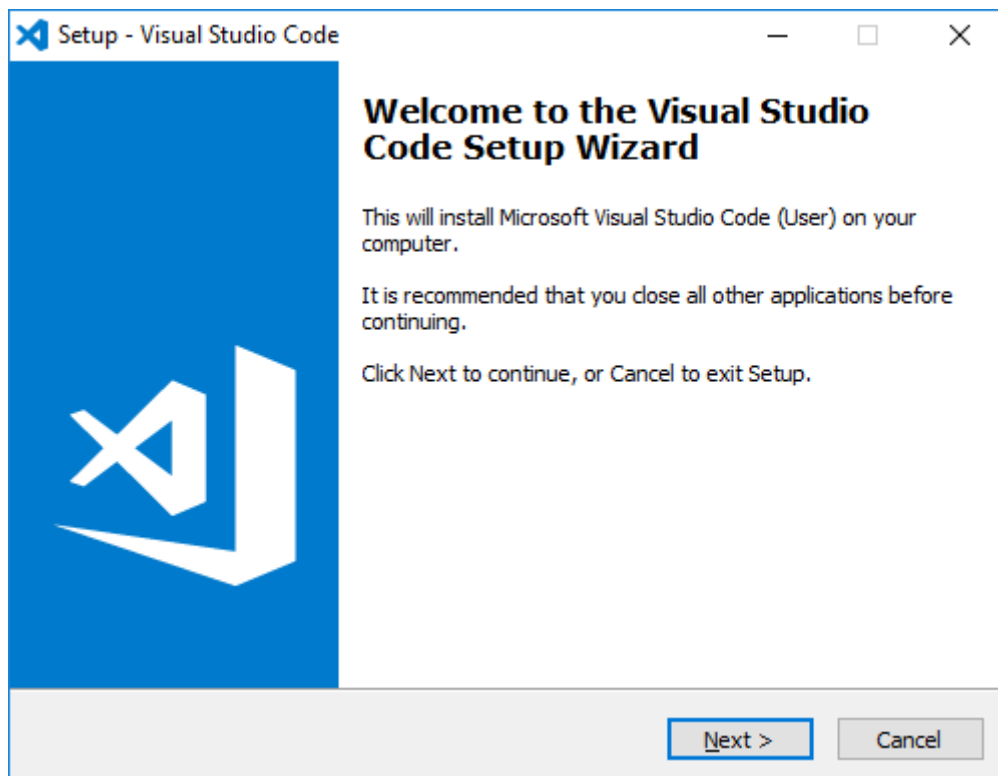 Setup - Visual Studio Code
Welcome to the Visual Studio
Code Setup Wizard
This will install Microsoft Visual Studio Code (User) on your
computer.
It is recommended that you close all other applications before
continuing.
Click Next to continue, or Cancel to exit Setup.
Next >
Cancel